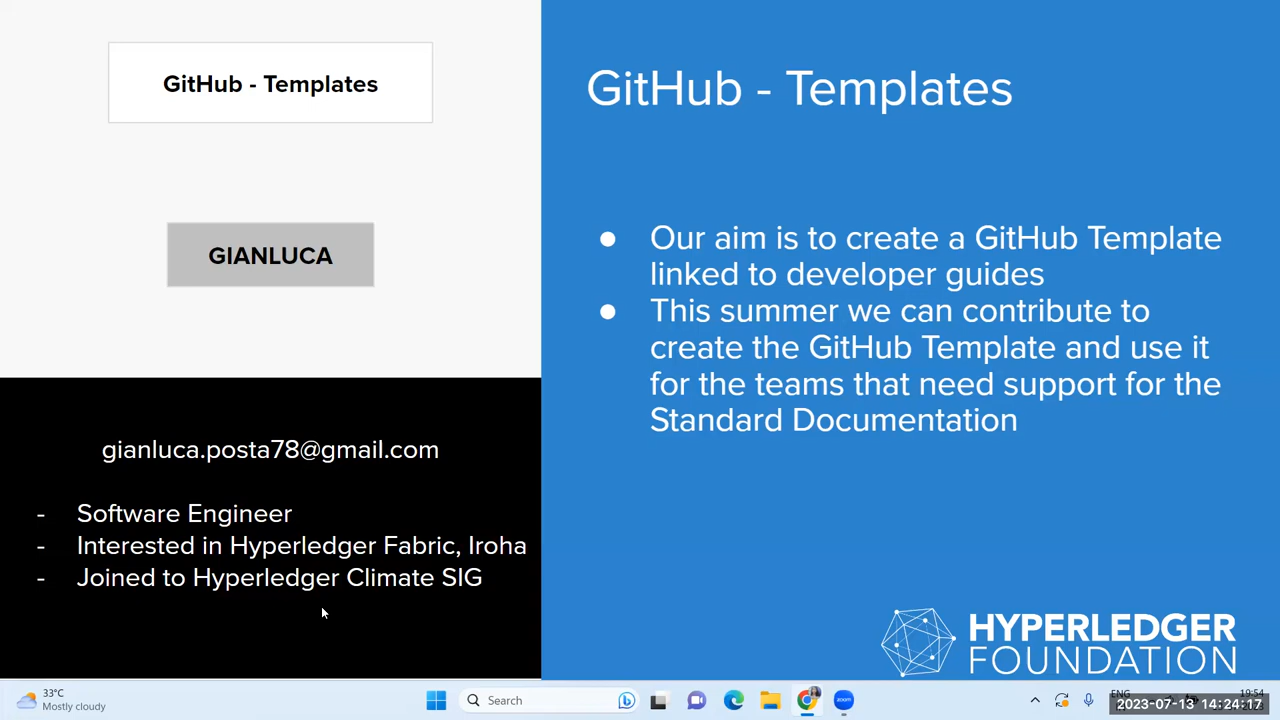 GitHub - Templates
GIANLUCA
gianluca.posta78@gmail.com
- Software Engineer
- Interested in Hyperledger Fabric, Iroha
- Joined to Hyperledger Climate SIG
GitHub - Templates
● Our aim is to create a GitHub Template
linked to developer guides
● This summer we can contribute to
create the GitHub Template and use it
for the teams that need support for the
Standard Documentation
HYPERLEDGER
FOUNDATION
33°C
Mostly cloudy
Search
ENG
19:54
2023-07-13 14:24:17